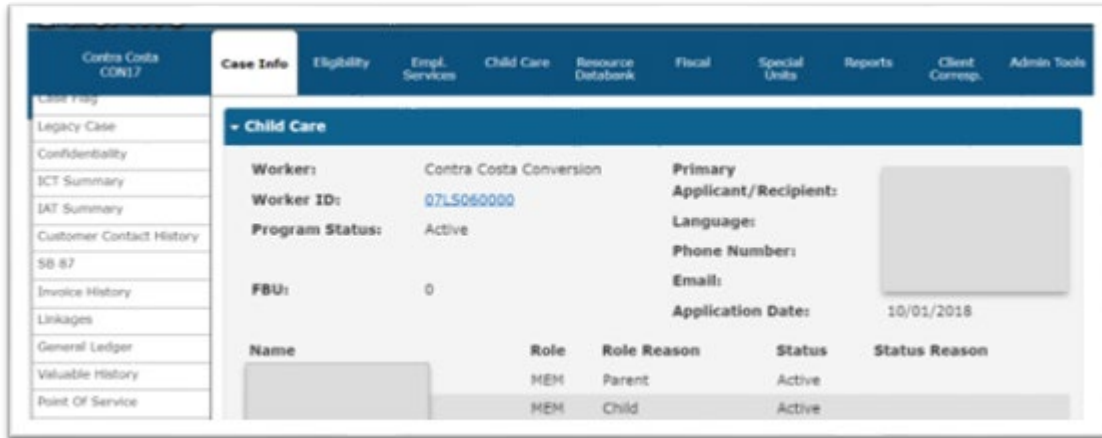 Contra Costa
CON17
Case Info
Eligibility
Empl.
Services
Child Care
Resource
Databank
Fiscal
Special
Units
Reports
Client
Corresp.
Admin Tools
Case Flag
Legacy Case
Confidentiality
ICT Summary
IAT Summary
Customer Contact History
SB 87
Invoice History
Linkages
General Ledger
Valuable History
Point Of Service
Child Care
Worker: Contra Costa Conversion
Worker ID: 07LS060000
Program Status: Active
FBU: 0
Primary
Applicant/Recipient:
Language:
Phone Number:
Email:
Application Date: 10/01/2018
Name Role Role Reason Status Status Reason
MEM Parent Active
MEM Child Active